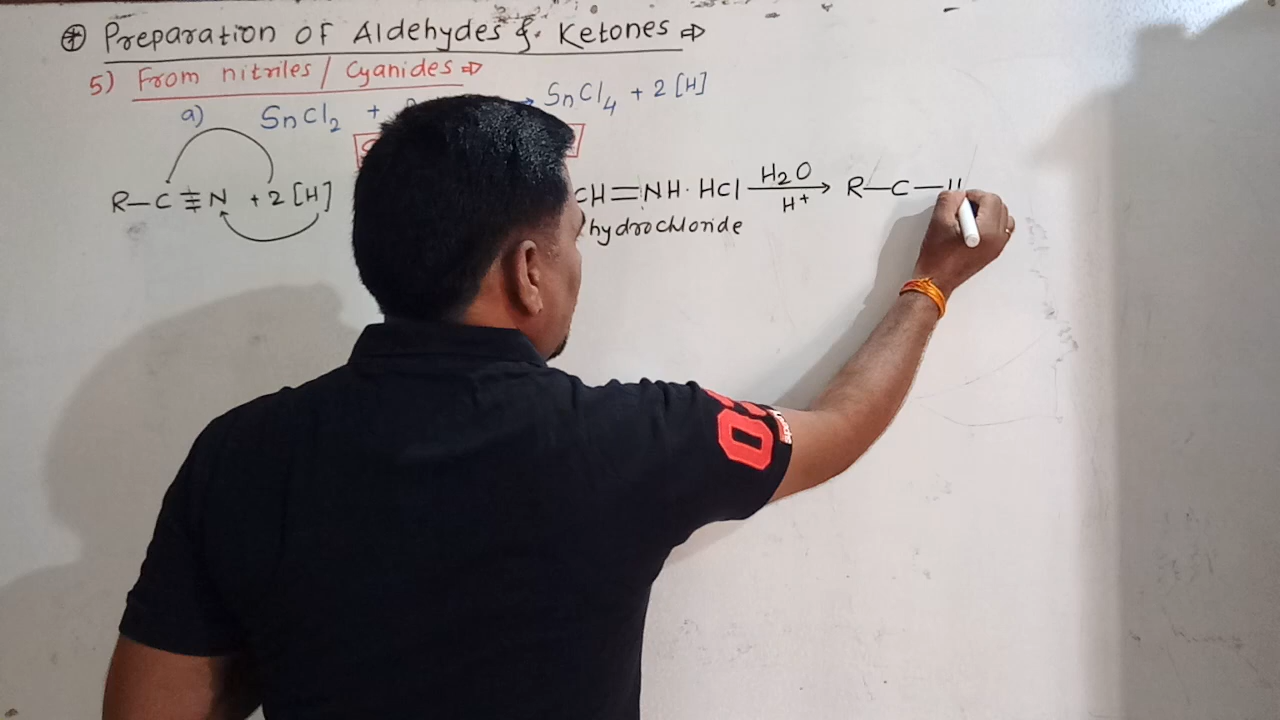 ⊛ Preparation of Aldehydes & Ketones ⇒
5) From nitriles / Cyanides ⇒
a) SnCl₂ + → SnCl₄ + 2 [H]
R—C≡N + 2 [H] CH=NH·HCl H₂O H⁺ → R—C—H
hydrochloride